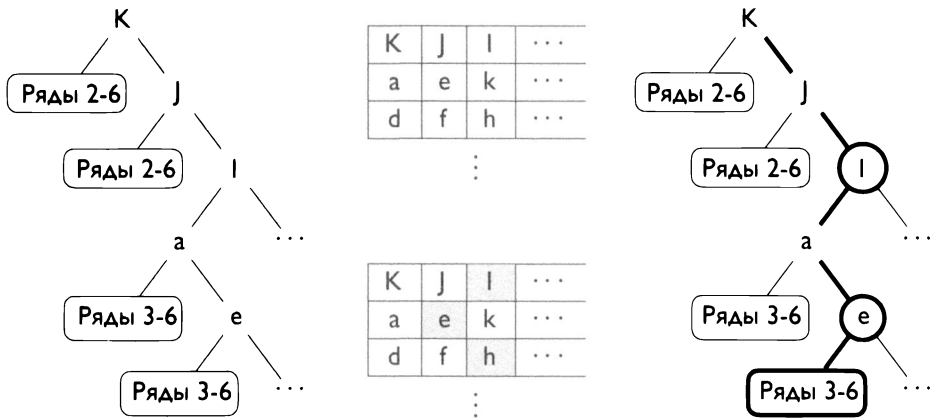 K
Ряды 2-6
J
Ряды 2-6
I
a
...
Ряды 3-6
e
Ряды 3-6
...
K J I ...
a e k ...
d f h ...
⋮
K J I ...
a e k ...
d f h ...
⋮
K
Ряды 2-6
J
Ряды 2-6
I
a
...
Ряды 3-6
e
Ряды 3-6
...